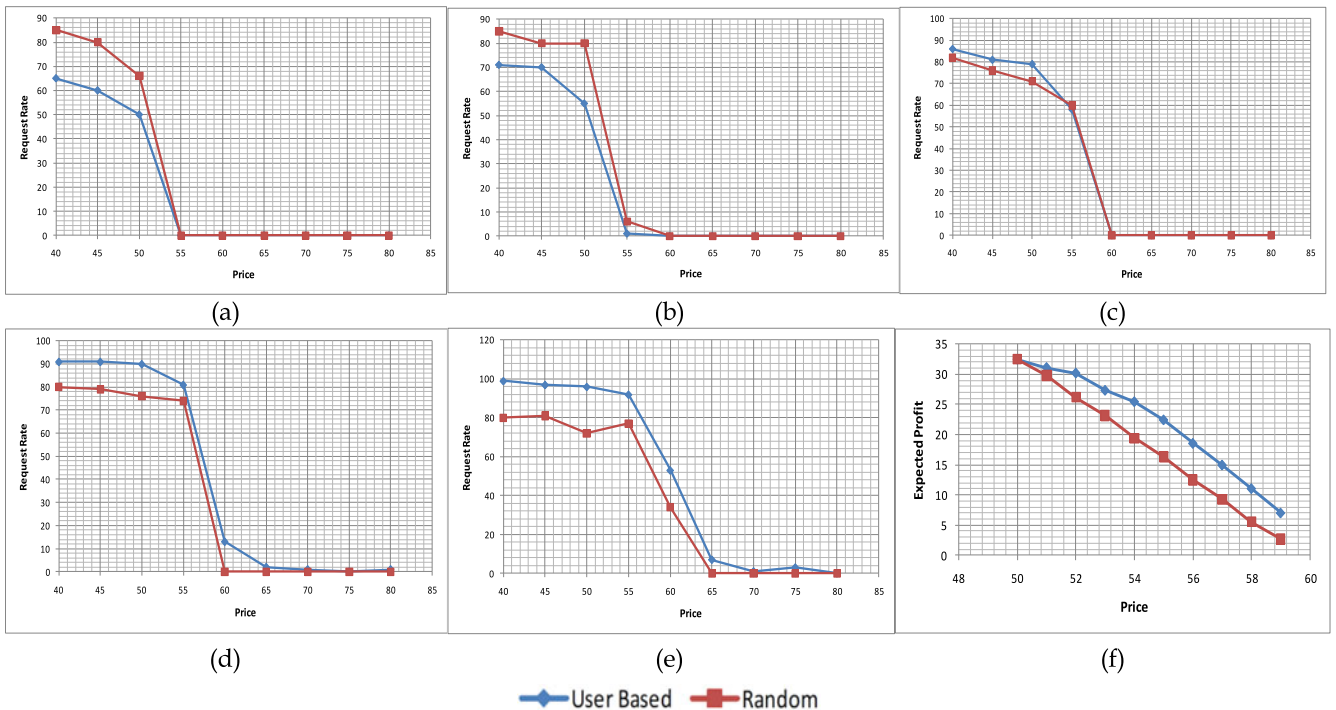 90
80
70
60
50
40
30
20
10
0
Request Rate
40 45 50 55 60 65 70 75 80 85
Price
(a)
90
80
70
60
50
40
30
20
10
0
Request Rate
40 45 50 55 60 65 70 75 80 85
Price
(b)
100
90
80
70
60
50
40
30
20
10
0
Request Rate
40 45 50 55 60 65 70 75 80 85
Price
(c)
100
90
80
70
60
50
40
30
20
10
0
Request Rate
40 45 50 55 60 65 70 75 80 85
Price
(d)
120
100
80
60
40
20
0
Request Rate
40 45 50 55 60 65 70 75 80 85
Price
(e)
35
30
25
20
15
10
5
0
Expected Profit
48 50 52 54 56 58 60
Price
(f)
User Based Random